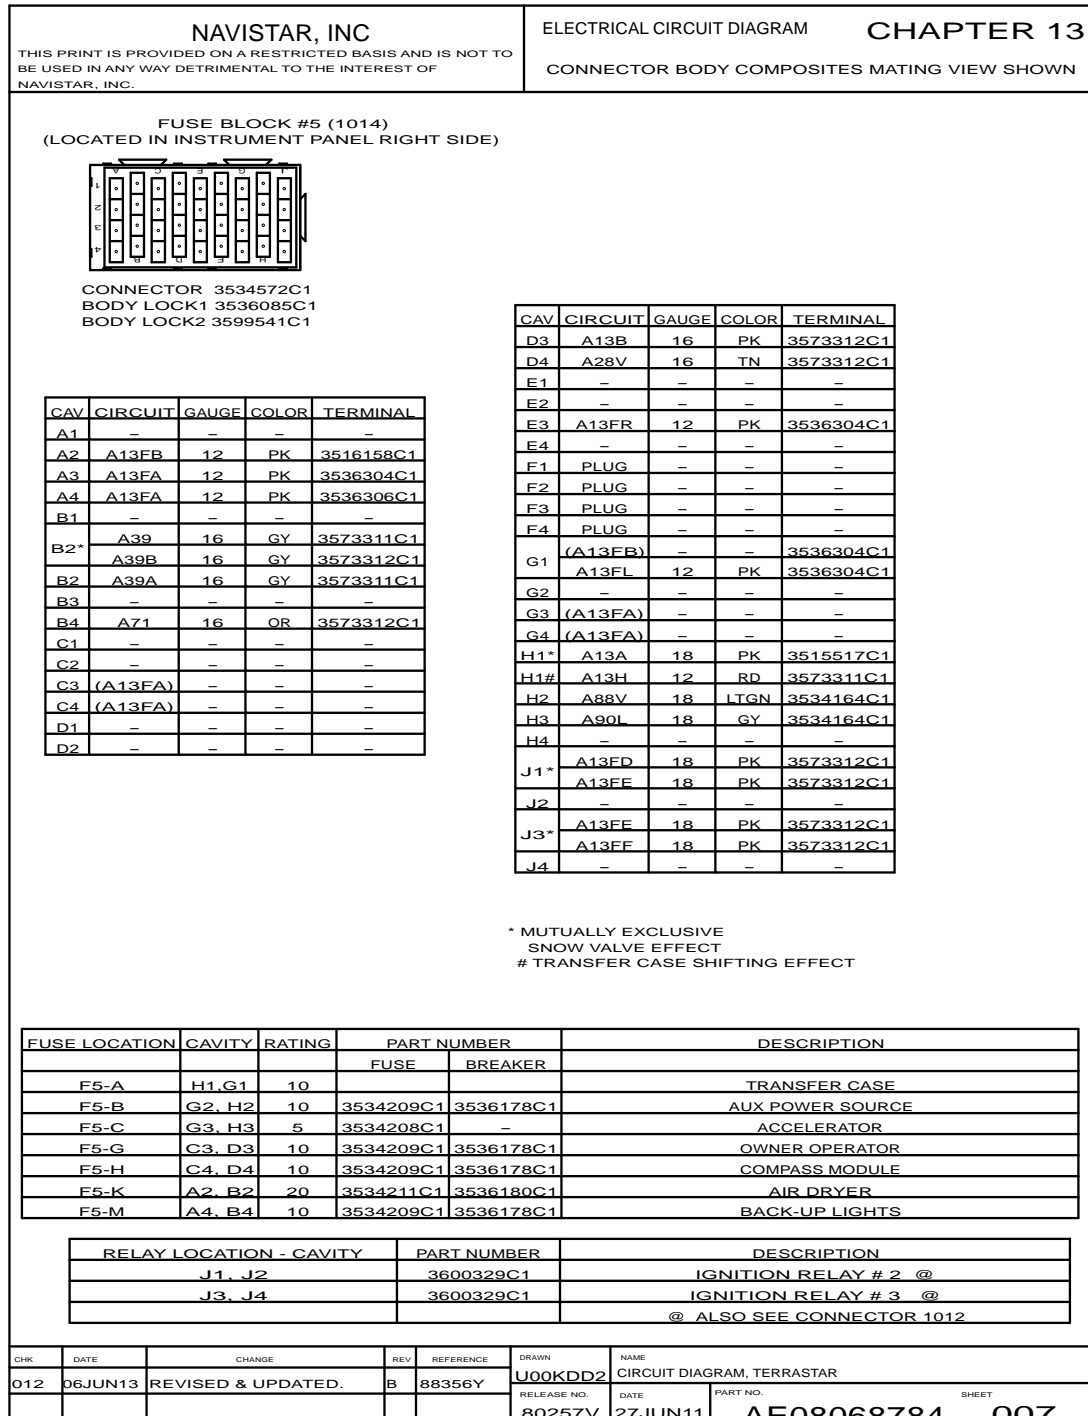 NAVISTAR, INC
THIS PRINT IS PROVIDED ON A RESTRICTED BASIS AND IS NOT TO
BE USED IN ANY WAY DETRIMENTAL TO THE INTEREST OF
NAVISTAR, INC.
ELECTRICAL CIRCUIT DIAGRAM CHAPTER 13
CONNECTOR BODY COMPOSITES MATING VIEW SHOWN
FUSE BLOCK #5 (1014)
(LOCATED IN INSTRUMENT PANEL RIGHT SIDE)
A C E G J
1
2
3
4
B D F H
CONNECTOR 3534572C1
BODY LOCK1 3536085C1
BODY LOCK2 3599541C1
CAV CIRCUIT GAUGE COLOR TERMINAL
A1 – – – –
A2 A13FB 12 PK 3516158C1
A3 A13FA 12 PK 3536304C1
A4 A13FA 12 PK 3536306C1
B1 – – – –
B2* A39 16 GY 3573311C1
A39B 16 GY 3573312C1
B2 A39A 16 GY 3573311C1
B3 – – – –
B4 A71 16 OR 3573312C1
C1 – – – –
C2 – – – –
C3 (A13FA) – – –
C4 (A13FA) – – –
D1 – – – –
D2 – – – –
CAV CIRCUIT GAUGE COLOR TERMINAL
D3 A13B 16 PK 3573312C1
D4 A28V 16 TN 3573312C1
E1 – – – –
E2 – – – –
E3 A13FR 12 PK 3536304C1
E4 – – – –
F1 PLUG – – –
F2 PLUG – – –
F3 PLUG – – –
F4 PLUG – – –
G1 (A13FB) – – 3536304C1
A13FL 12 PK 3536304C1
G2 – – – –
G3 (A13FA) – – –
G4 (A13FA) – – –
H1* A13A 18 PK 3515517C1
H1# A13H 12 RD 3573311C1
H2 A88V 18 LTGN 3534164C1
H3 A90L 18 GY 3534164C1
H4 – – – –
J1* A13FD 18 PK 3573312C1
A13FE 18 PK 3573312C1
J2 – – – –
J3* A13FE 18 PK 3573312C1
A13FF 18 PK 3573312C1
J4 – – – –
* MUTUALLY EXCLUSIVE
SNOW VALVE EFFECT
# TRANSFER CASE SHIFTING EFFECT
FUSE LOCATION CAVITY RATING PART NUMBER DESCRIPTION
FUSE BREAKER
F5-A H1,G1 10 TRANSFER CASE
F5-B G2, H2 10 3534209C1 3536178C1 AUX POWER SOURCE
F5-C G3, H3 5 3534208C1 – ACCELERATOR
F5-G C3, D3 10 3534209C1 3536178C1 OWNER OPERATOR
F5-H C4, D4 10 3534209C1 3536178C1 COMPASS MODULE
F5-K A2, B2 20 3534211C1 3536180C1 AIR DRYER
F5-M A4, B4 10 3534209C1 3536178C1 BACK-UP LIGHTS
RELAY LOCATION - CAVITY PART NUMBER DESCRIPTION
J1, J2 3600329C1 IGNITION RELAY # 2 @
J3, J4 3600329C1 IGNITION RELAY # 3 @
@ ALSO SEE CONNECTOR 1012
CHK DATE CHANGE REV REFERENCE DRAWN NAME
012 06JUN13 REVISED & UPDATED. B 88356Y U00KDD2 CIRCUIT DIAGRAM, TERRASTAR
RELEASE NO. DATE PART NO. SHEET
80257V 27JUN11 AE08068784 007